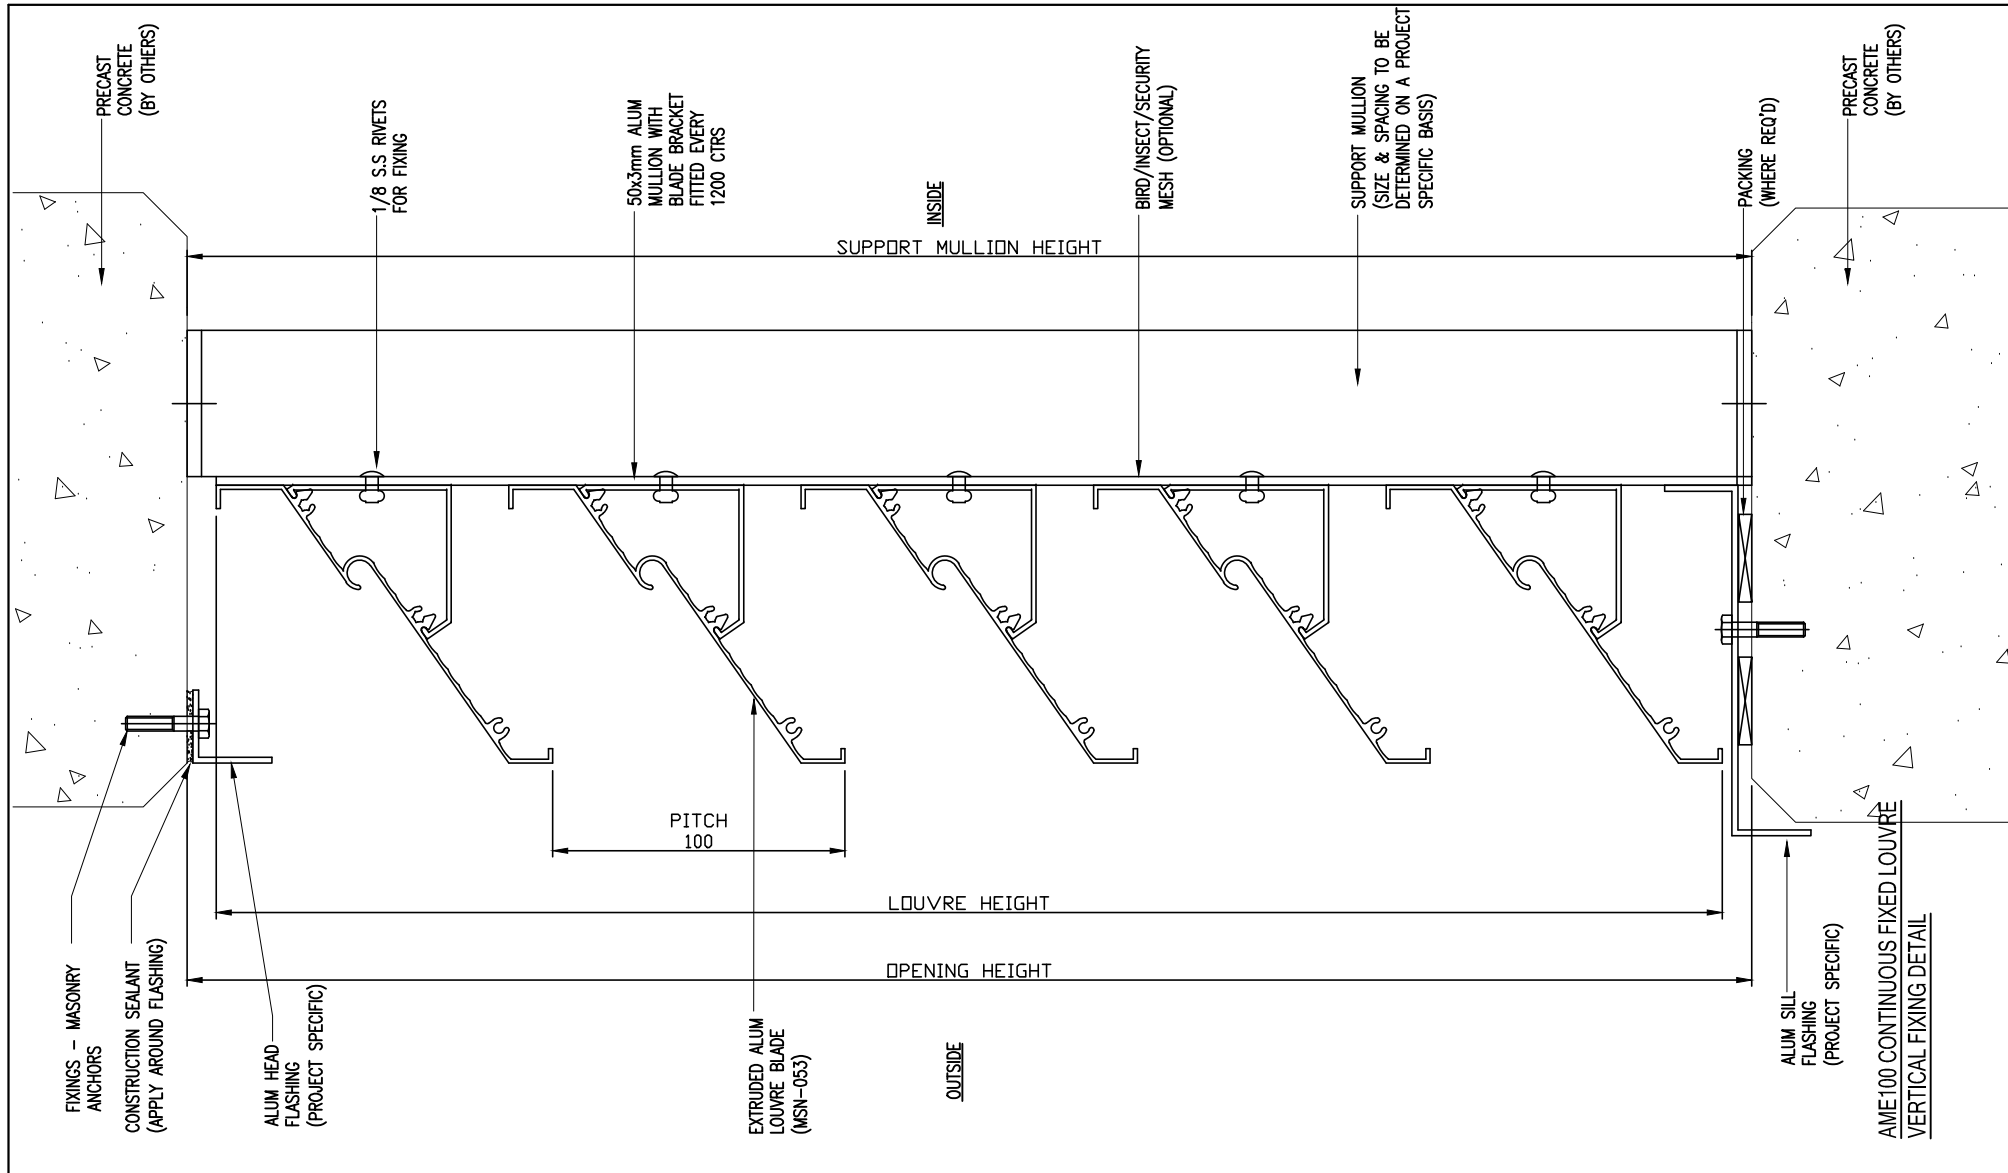 PRECAST
CONCRETE
(BY OTHERS)
1/8 S.S RIVETS
FOR FIXING
50x3mm ALUM
MULLION WITH
BLADE BRACKET
FITTED EVERY
1200 CTRS
INSIDE
BIRD/INSECT/SECURITY
MESH (OPTIONAL)
SUPPORT MULLION
(SIZE & SPACING TO BE
DETERMINED ON A PROJECT
SPECIFIC BASIS)
PACKING
(WHERE REQ'D)
PRECAST
CONCRETE
(BY OTHERS)
SUPPORT MULLION HEIGHT
PITCH
100
LOUVRE HEIGHT
OPENING HEIGHT
FIXINGS - MASONRY
ANCHORS
CONSTRUCTION SEALANT
(APPLY AROUND FLASHING)
ALUM HEAD
FLASHING
(PROJECT SPECIFIC)
EXTRUDED ALUM
LOUVRE BLADE
(MSN-053)
OUTSIDE
ALUM SILL
FLASHING
(PROJECT SPECIFIC)
AME100 CONTINUOUS FIXED LOUVRE
VERTICAL FIXING DETAIL